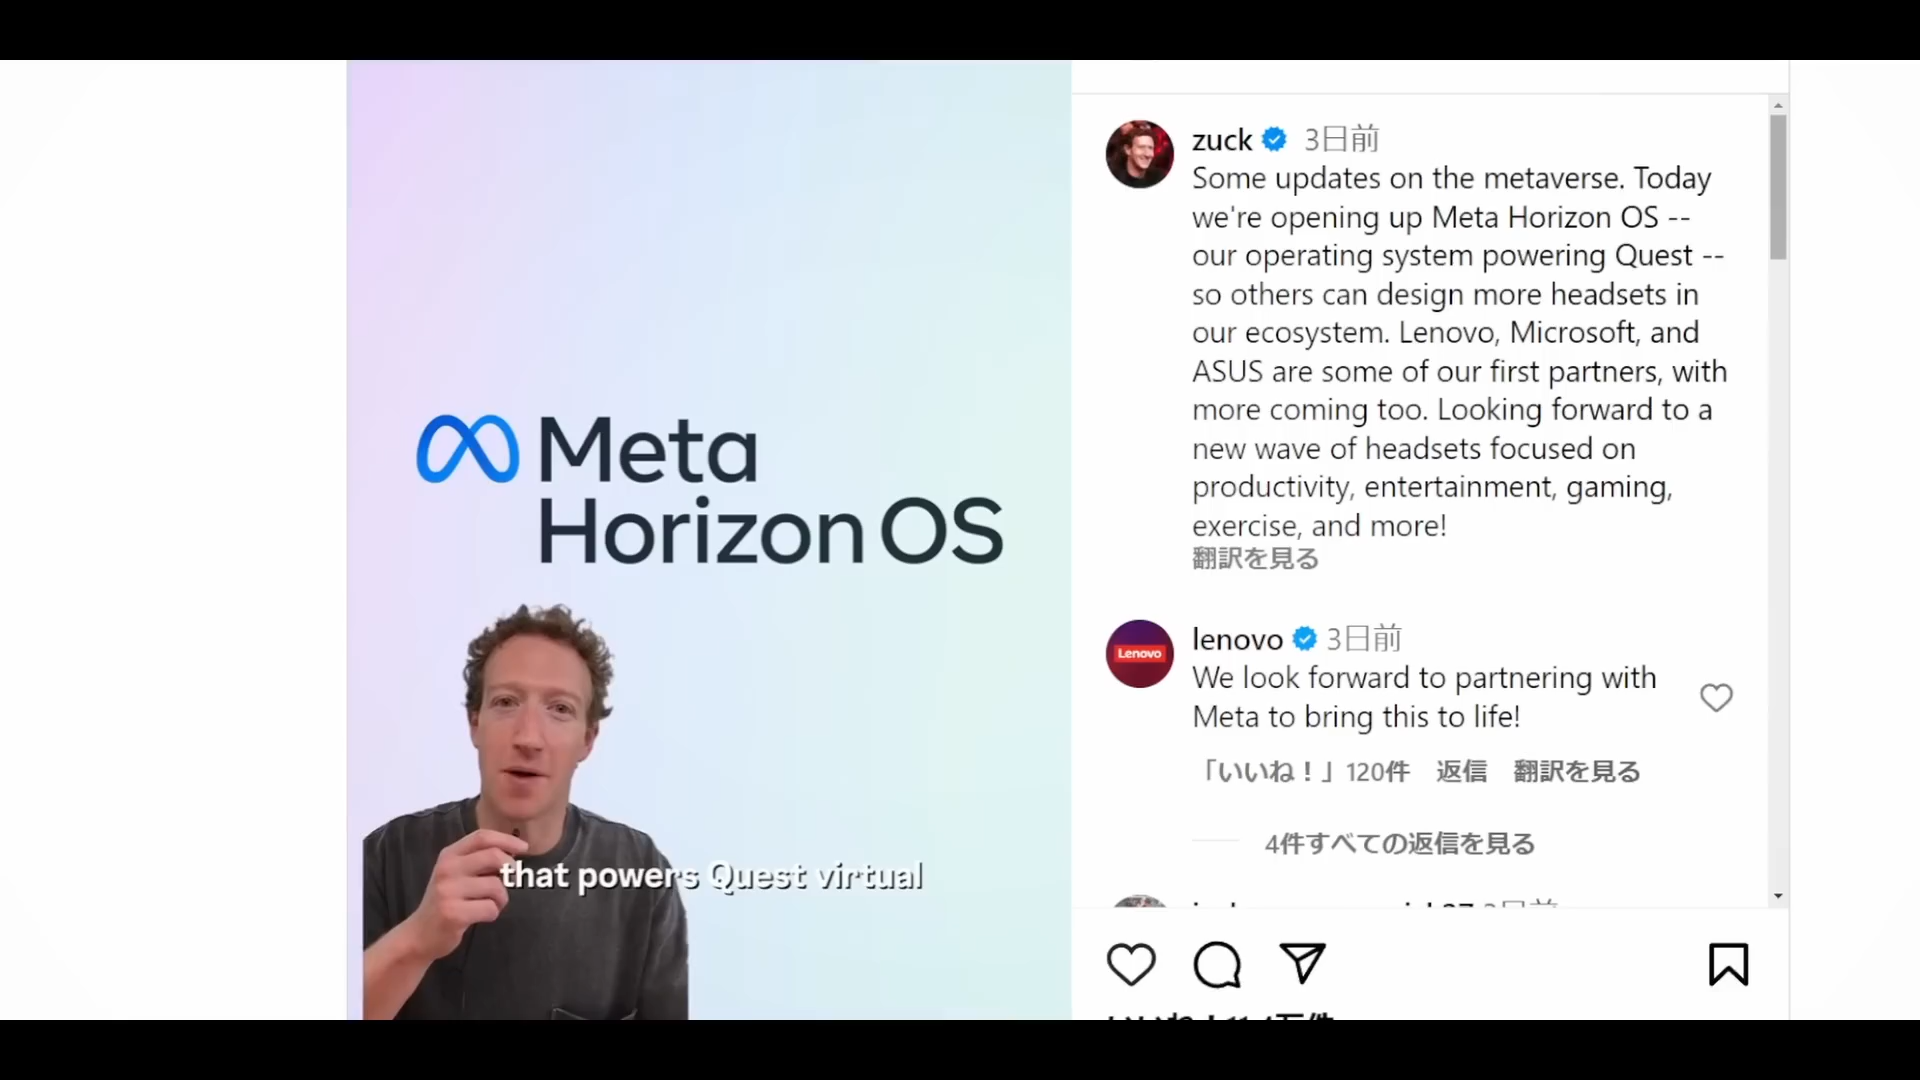 Meta
Horizon OS
that powers Quest virtual
zuck 3日前
Some updates on the metaverse. Today
we're opening up Meta Horizon OS --
our operating system powering Quest --
so others can design more headsets in
our ecosystem. Lenovo, Microsoft, and
ASUS are some of our first partners, with
more coming too. Looking forward to a
new wave of headsets focused on
productivity, entertainment, gaming,
exercise, and more!
翻訳を見る
Lenovo
lenovo 3日前
We look forward to partnering with
Meta to bring this to life!
「いいね！」120件 返信 翻訳を見る
4件すべての返信を見る
3日前